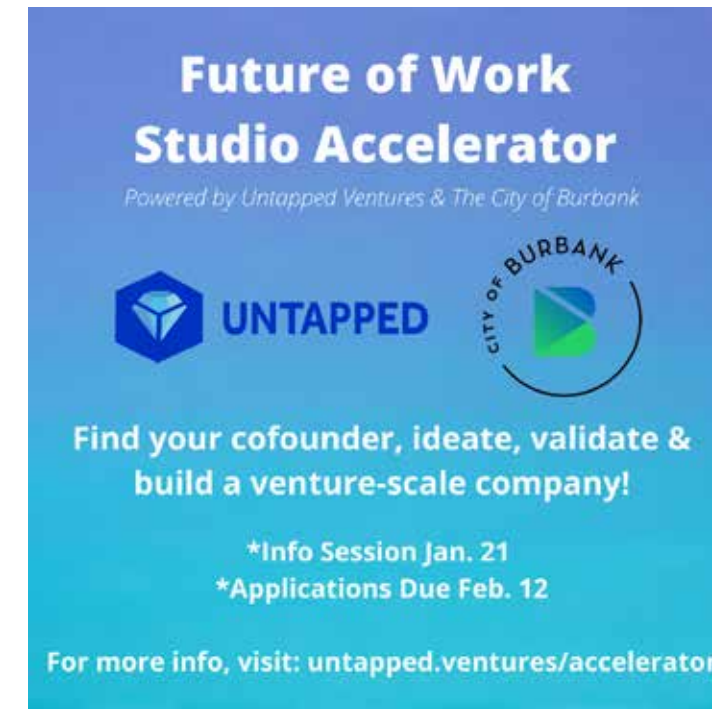 Future of Work
Studio Accelerator
Powered by Untapped Ventures & The City of Burbank
UNTAPPED
CITY OF BURBANK
Find your cofounder, ideate, validate &
build a venture-scale company!
*Info Session Jan. 21
*Applications Due Feb. 12
For more info, visit: untapped.ventures/accelerator